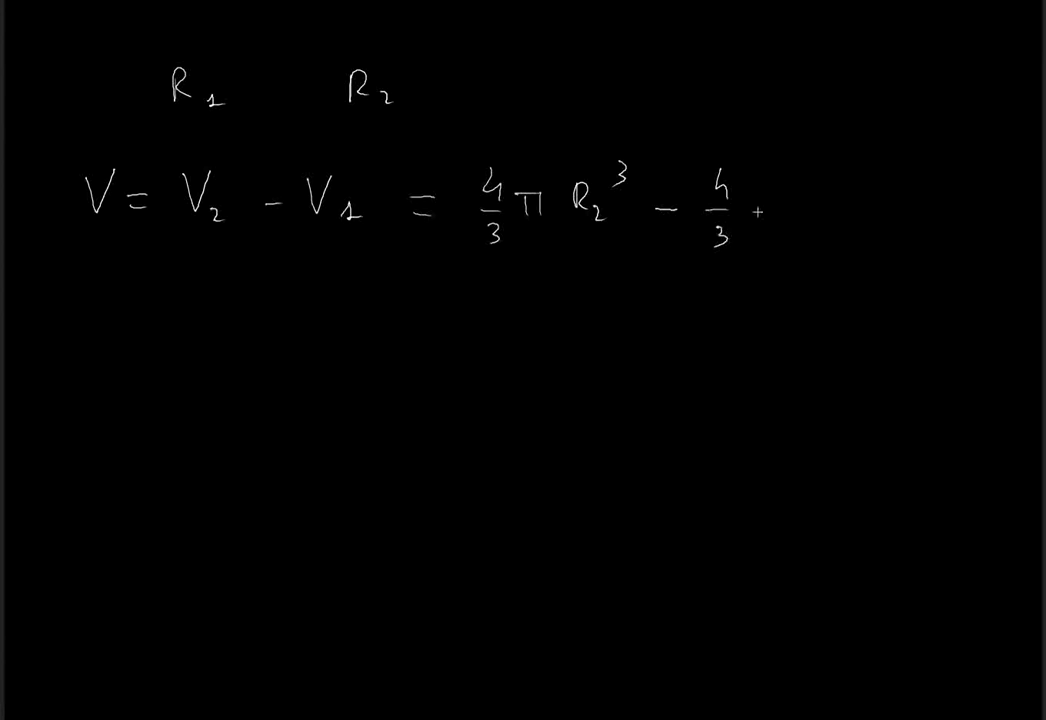 R₁ R₂
V = V₂ - V₁ = 4/3 π R₂³ - 4/3